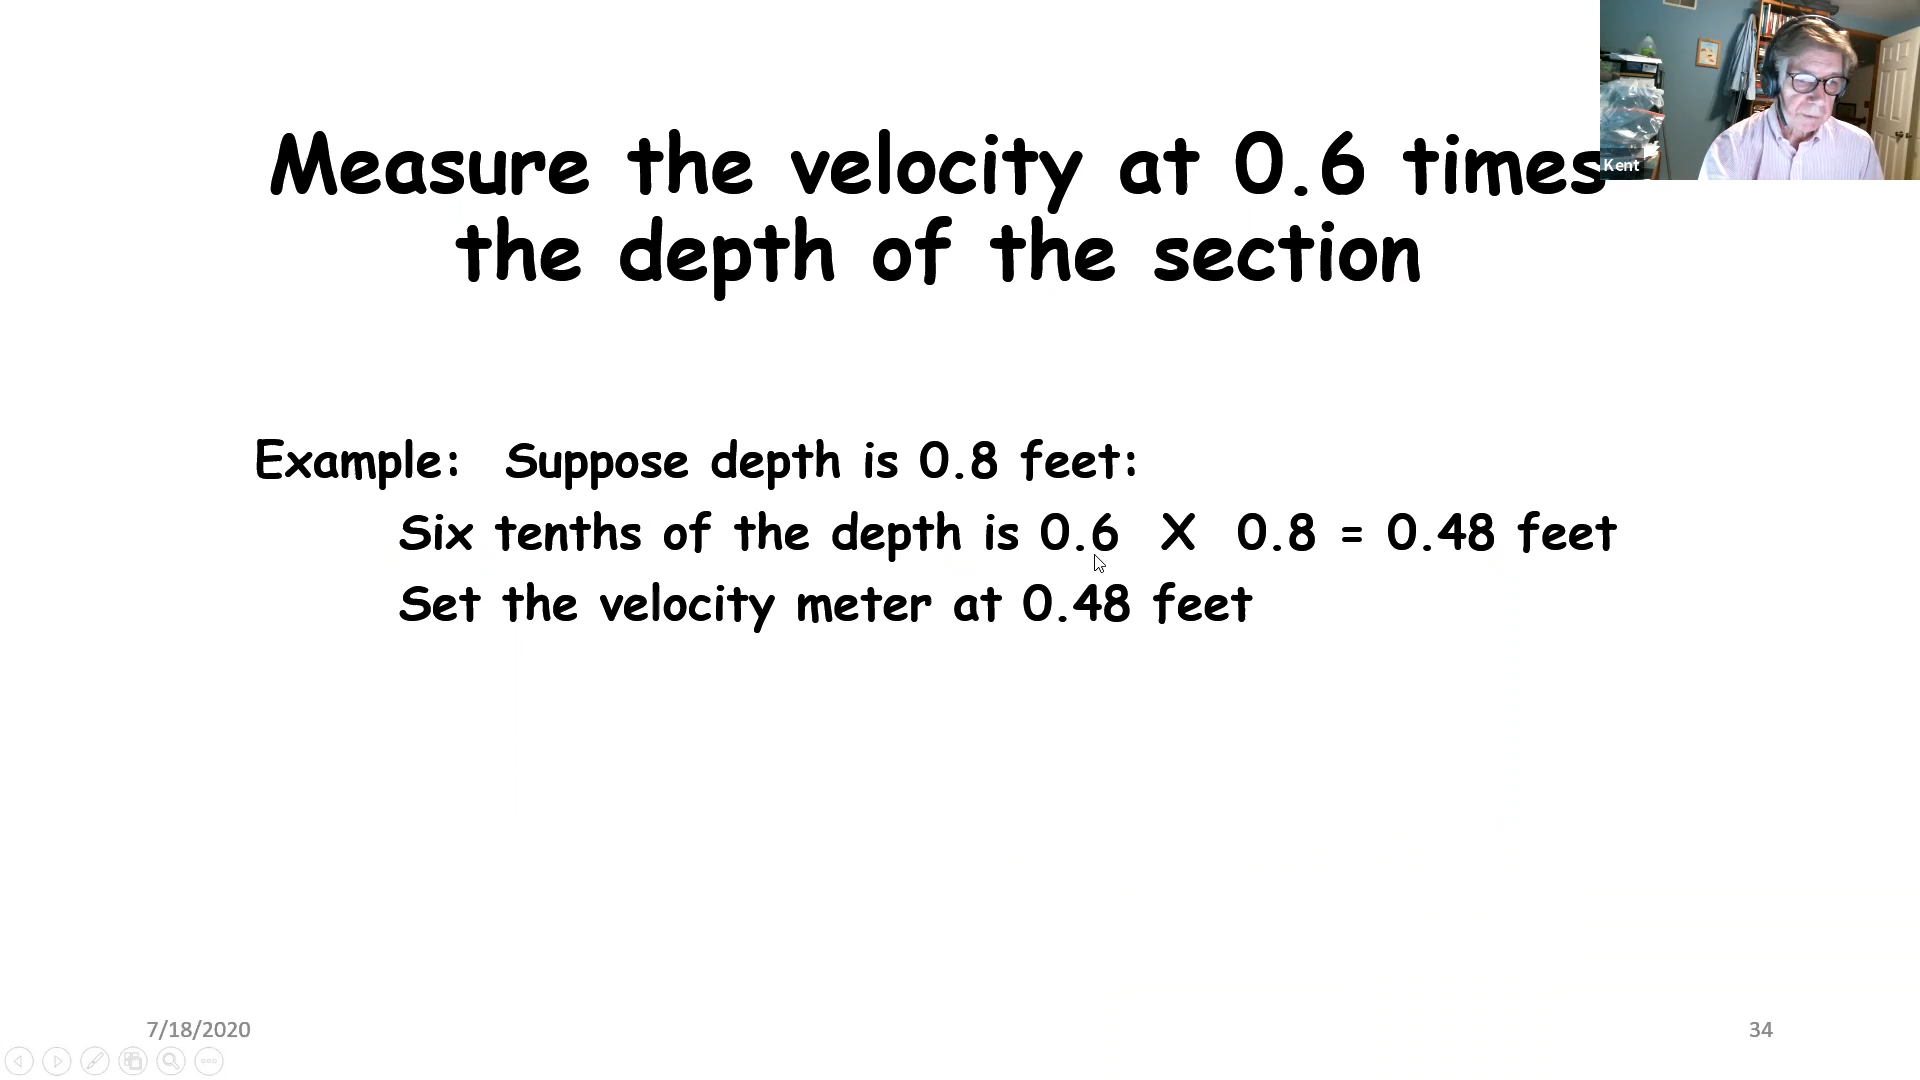 Measure the velocity at 0.6 times
the depth of the section
Kent
Example: Suppose depth is 0.8 feet:
Six tenths of the depth is 0.6 X 0.8 = 0.48 feet
Set the velocity meter at 0.48 feet
7/18/2020
34